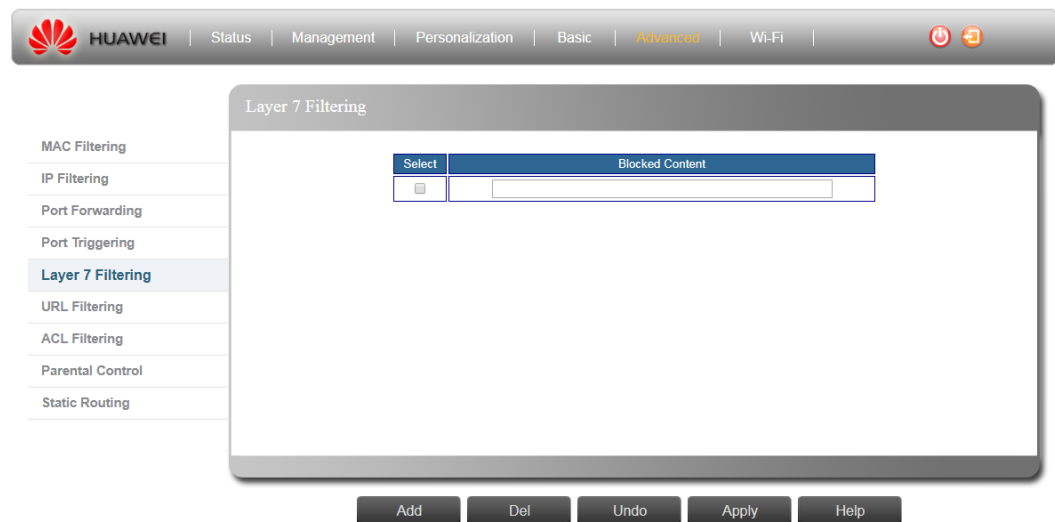 HUAWEI | Status | Management | Personalization | Basic | Advanced | Wi-Fi |
Layer 7 Filtering
MAC Filtering
IP Filtering
Port Forwarding
Port Triggering
Layer 7 Filtering
URL Filtering
ACL Filtering
Parental Control
Static Routing
Select Blocked Content
Add Del Undo Apply Help